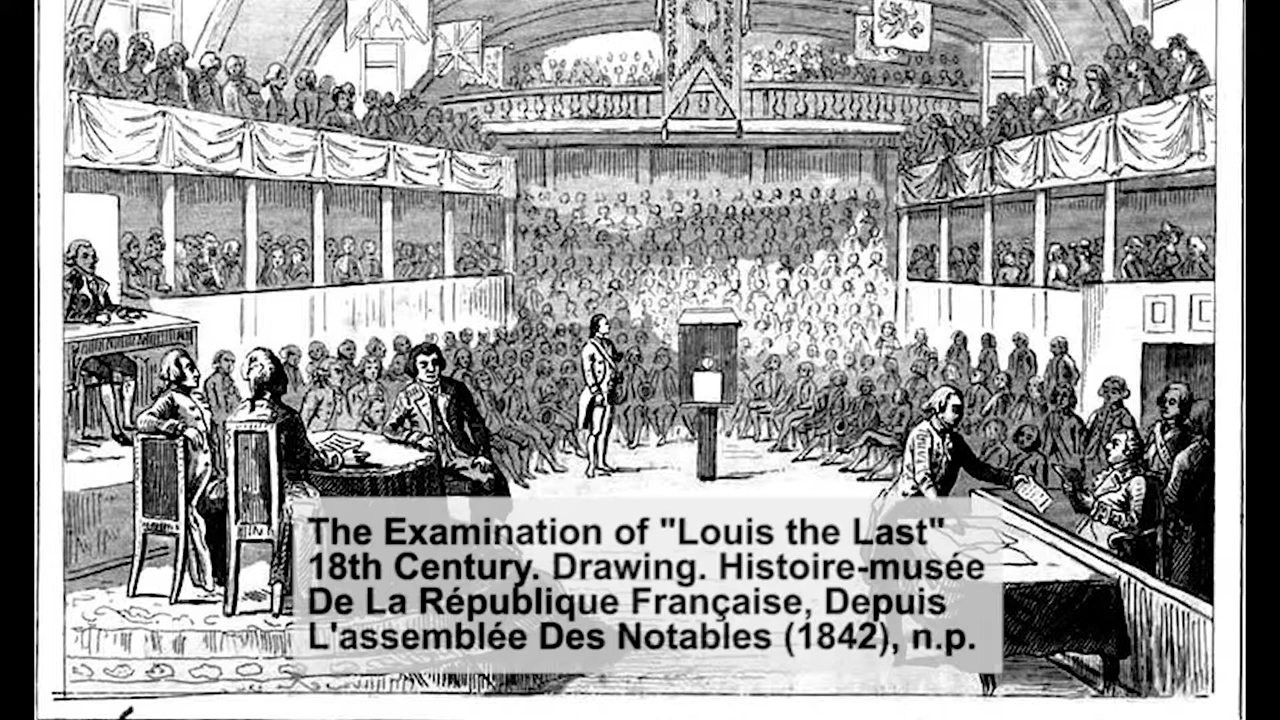 The Examination of "Louis the Last"
18th Century. Drawing. Histoire-musée
De La République Française, Depuis
L'assemblée Des Notables (1842), n.p.